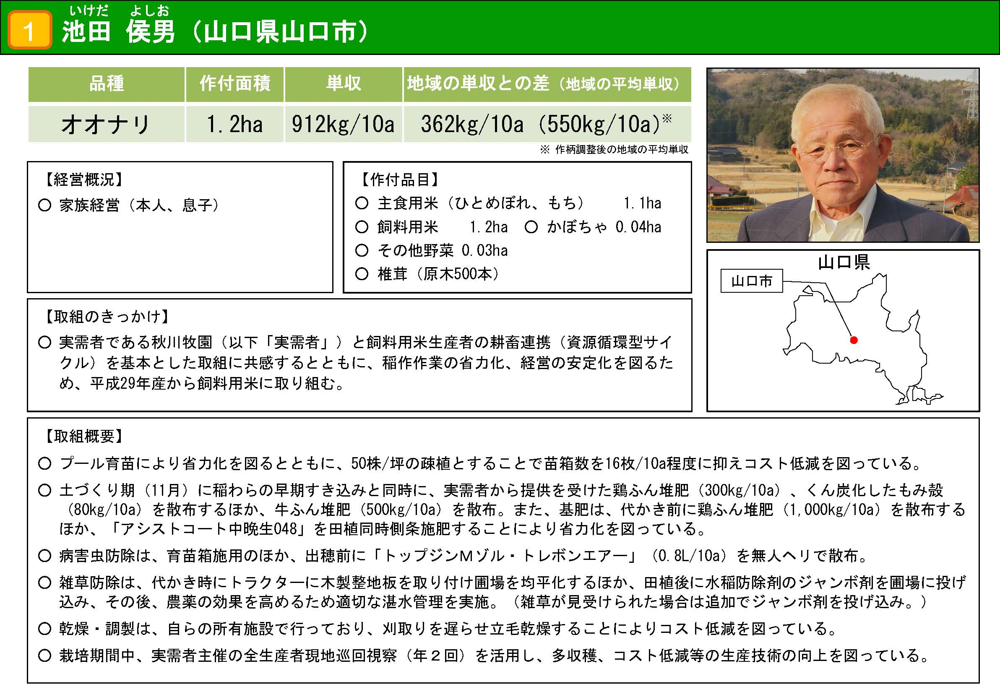 いけだ　よしお
1 池田 侯男（山口県山口市）
品種 作付面積 単収 地域の単収との差（地域の平均単収）
オオナリ 1.2ha 912kg/10a 362kg/10a（550kg/10a）※
※ 作柄調整後の地域の平均単収
【経営概況】
○ 家族経営（本人、息子）
【作付品目】
○ 主食用米（ひとめぼれ、もち）　1.1ha
○ 飼料用米　1.2ha ○ かぼちゃ 0.04ha
○ その他野菜 0.03ha
○ 椎茸（原木500本）
山口県
山口市
【取組のきっかけ】
○ 実需者である秋川牧園（以下「実需者」）と飼料用米生産者の耕畜連携（資源循環型サイ
クル）を基本とした取組に共感するとともに、稲作作業の省力化、経営の安定化を図るた
め、平成29年産から飼料用米に取り組む。
【取組概要】
○ プール育苗により省力化を図るとともに、50株/坪の疎植とすることで苗箱数を16枚/10a程度に抑えコスト低減を図っている。
○ 土づくり期（11月）に稲わらの早期すき込みと同時に、実需者から提供を受けた鶏ふん堆肥（300kg/10a）、くん炭化したもみ殻
（80kg/10a）を散布するほか、牛ふん堆肥（500kg/10a）を散布。また、基肥は、代かき前に鶏ふん堆肥（1,000kg/10a）を散布する
ほか、「アシストコート中晩生048」を田植同時側条施肥することにより省力化を図っている。
○ 病害虫防除は、育苗箱施用のほか、出穂前に「トップジンMゾル・トレボンエアー」（0.8L/10a）を無人ヘリで散布。
○ 雑草防除は、代かき時にトラクターに木製整地板を取り付け圃場を均平化するほか、田植後に水稲防除剤のジャンボ剤を圃場に投げ
込み、その後、農薬の効果を高めるため適切な湛水管理を実施。（雑草が見受けられた場合は追加でジャンボ剤を投げ込み。）
○ 乾燥・調製は、自らの所有施設で行っており、刈取りを遅らせ立毛乾燥することによりコスト低減を図っている。
○ 栽培期間中、実需者主催の全生産者現地巡回視察（年２回）を活用し、多収穫、コスト低減等の生産技術の向上を図っている。